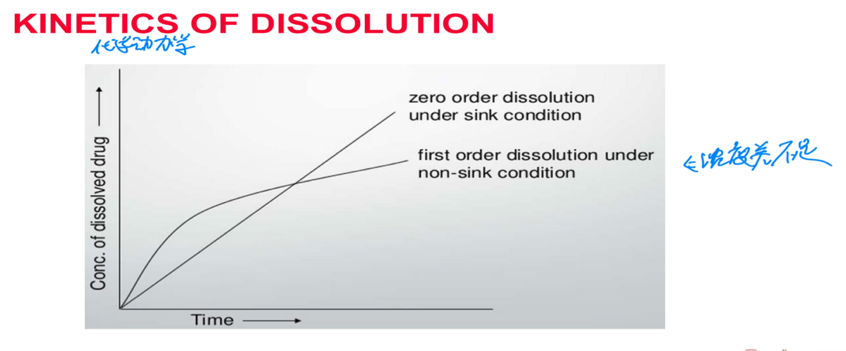 KINETICS OF DISSOLUTION
化学动力学
zero order dissolution
under sink condition
first order dissolution under
non-sink condition
←浓度差不足
Conc. of dissolved drug
Time